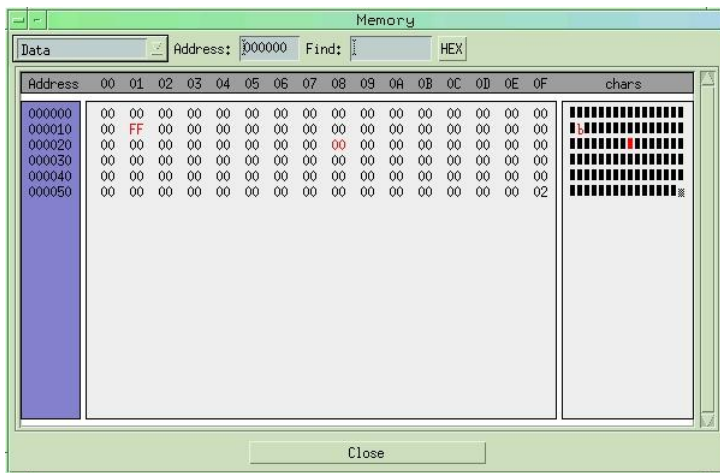 Memory
Data Address: 000000 Find: HEX
Address 00 01 02 03 04 05 06 07 08 09 0A 0B 0C 0D 0E 0F chars
000000 00 00 00 00 00 00 00 00 00 00 00 00 00 00 00 00
000010 00 FF 00 00 00 00 00 00 00 00 00 00 00 00 00 00
000020 00 00 00 00 00 00 00 00 00 00 00 00 00 00 00 00
000030 00 00 00 00 00 00 00 00 00 00 00 00 00 00 00 00
000040 00 00 00 00 00 00 00 00 00 00 00 00 00 00 00 00
000050 00 00 00 00 00 00 00 00 00 00 00 00 00 00 00 02
Close